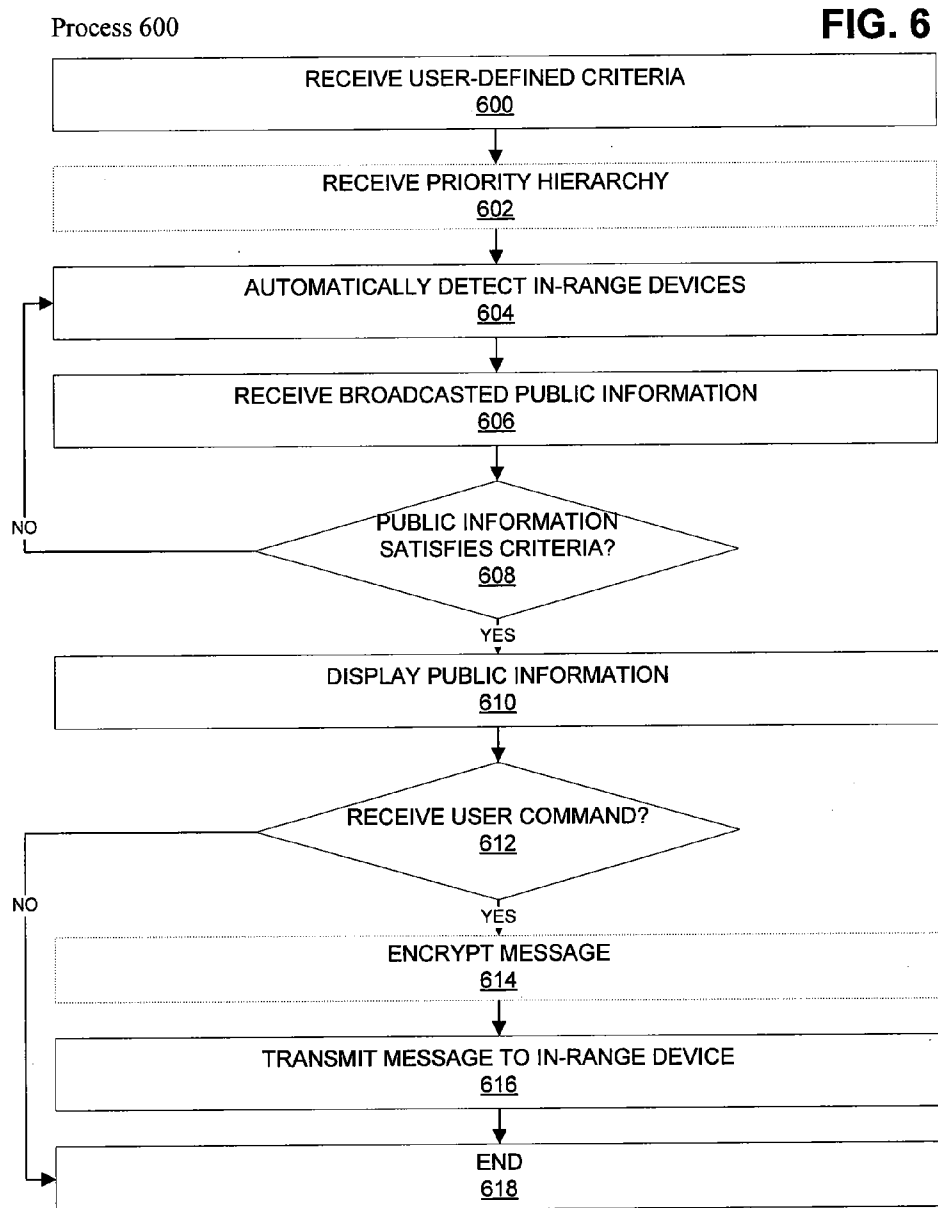 Process 600
FIG. 6
RECEIVE USER-DEFINED CRITERIA
600
RECEIVE PRIORITY HIERARCHY
602
AUTOMATICALLY DETECT IN-RANGE DEVICES
604
RECEIVE BROADCASTED PUBLIC INFORMATION
606
PUBLIC INFORMATION
SATISFIES CRITERIA?
608
NO
YES
DISPLAY PUBLIC INFORMATION
610
RECEIVE USER COMMAND?
612
NO
YES
ENCRYPT MESSAGE
614
TRANSMIT MESSAGE TO IN-RANGE DEVICE
616
END
618